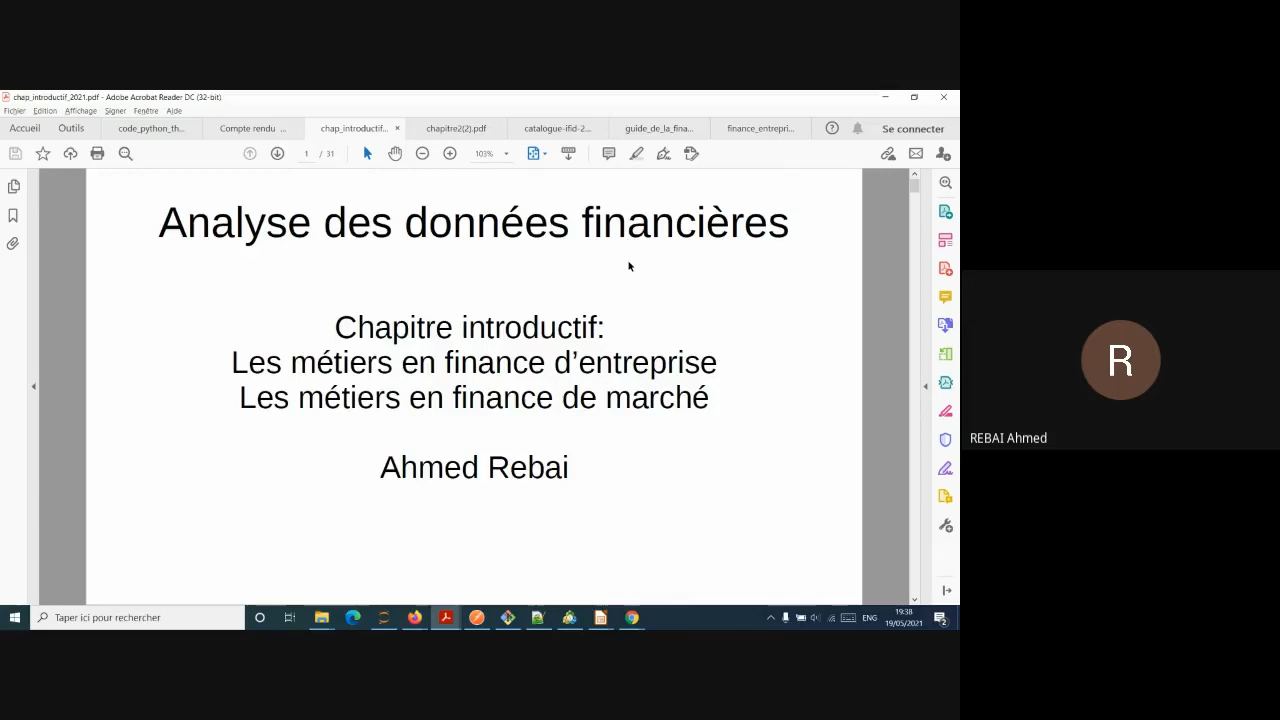 chap_introductif_2021.pdf - Adobe Acrobat Reader DC (32-bit)
Fichier Edition Affichage Signer Fenêtre Aide
Accueil Outils code_python_th... Compte rendu ... chap_introductif... × chapitre2(2).pdf catalogue-ifid-2... guide_de_la_fina... finance_entrepri... Se connecter
1 / 31 103%
Analyse des données financières
Chapitre introductif:
Les métiers en finance d’entreprise
Les métiers en finance de marché
Ahmed Rebai
R
REBAI Ahmed
Taper ici pour rechercher
ENG
19:38
19/05/2021
2